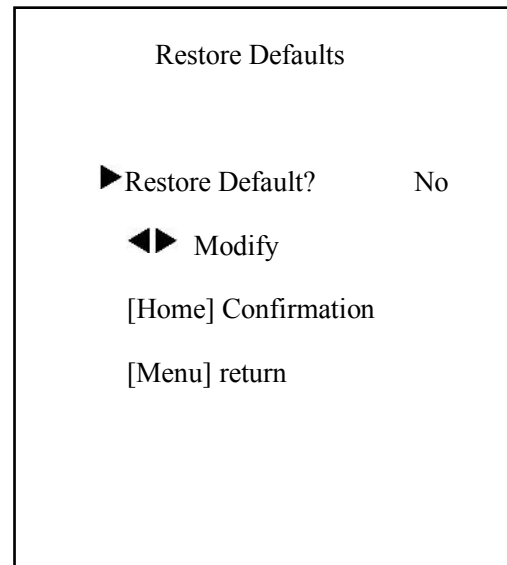 Restore Defaults
▶Restore Default? No
◀▶ Modify
[Home] Confirmation
[Menu] return